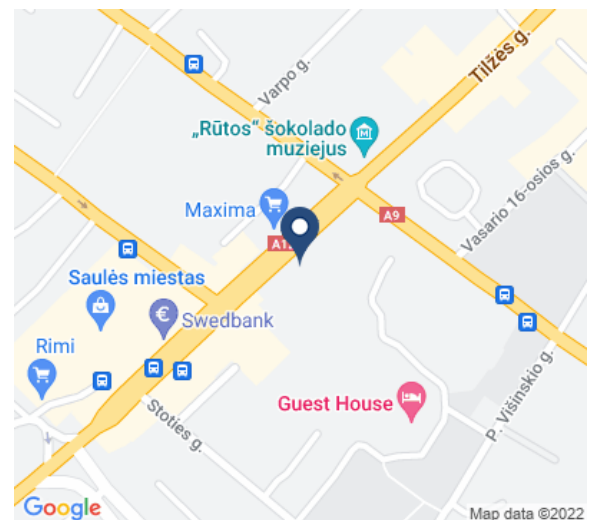 Tilžės g.
Varpo g.
„Rūtos“ šokolado
muziejus
Vasario 16-osios g.
Maxima
A9
A1
Saulės miestas
€
Swedbank
Rimi
Guest House
Stoties g.
P. Višinskio g.
Google
Map data ©2022